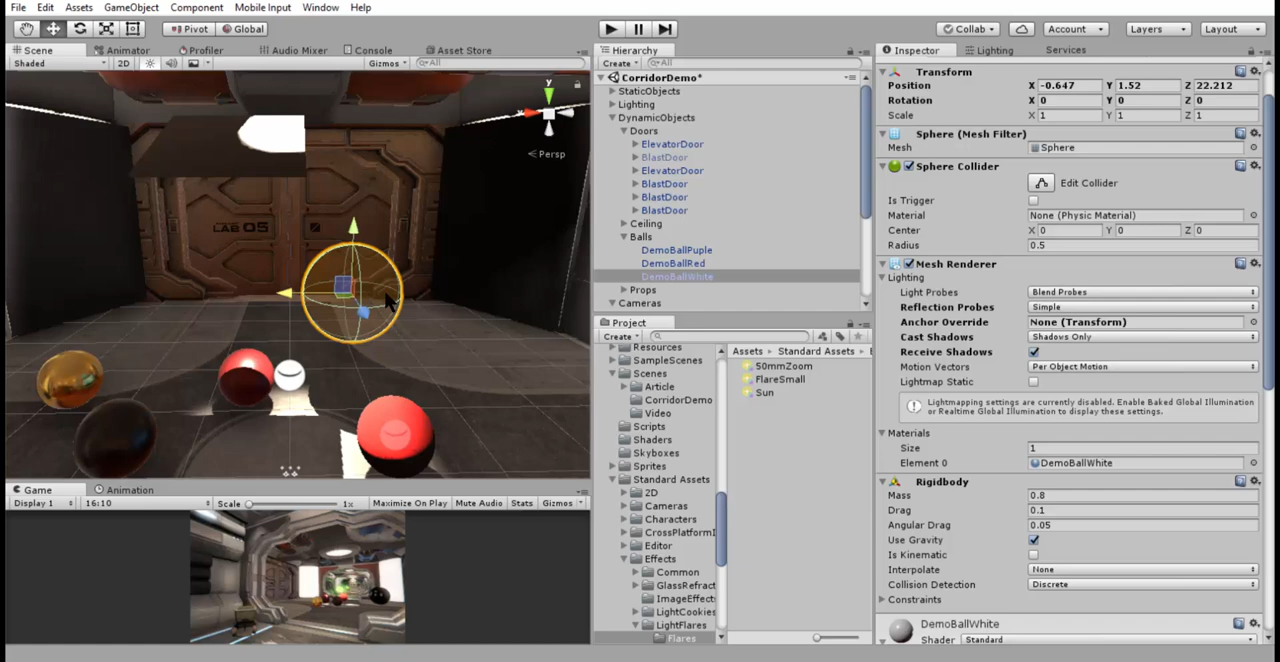 File Edit Assets GameObject Component Mobile Input Window Help
Pivot Global Collab Account Layers Layout
Scene Animator Profiler Audio Mixer Console Asset Store
Shaded 2D Gizmos All
y
Persp
LAB 05
Game Animation
Display 1 16:10 Scale 1x Maximize On Play Mute Audio Stats Gizmos
Hierarchy
Create All
CorridorDemo*
StaticObjects
Lighting
DynamicObjects
Doors
ElevatorDoor
BlastDoor
ElevatorDoor
BlastDoor
BlastDoor
BlastDoor
Ceiling
Balls
DemoBallPuple
DemoBallRed
DemoBallWhite
Props
Cameras
Project
Create
Resources
SampleScenes
Scenes
Article
CorridorDemo
Video
Scripts
Shaders
Skyboxes
Sprites
Standard Assets
2D
Cameras
Characters
CrossPlatformI
Editor
Effects
Common
GlassRefract
ImageEffect
LightCookies
LightFlares
Flares
Assets Standard Assets
50mmZoom
FlareSmall
Sun
Inspector Lighting Services
Transform
Position X -0.647 Y 1.52 Z 22.212
Rotation X 0 Y 0 Z 0
Scale X 1 Y 1 Z 1
Sphere (Mesh Filter)
Mesh Sphere
Sphere Collider
Edit Collider
Is Trigger
Material None (Physic Material)
Center X 0 Y 0 Z 0
Radius 0.5
Mesh Renderer
Lighting
Light Probes Blend Probes
Reflection Probes Simple
Anchor Override None (Transform)
Cast Shadows Shadows Only
Receive Shadows
Motion Vectors Per Object Motion
Lightmap Static
Lightmapping settings are currently disabled. Enable Baked Global Illumination
or Realtime Global Illumination to display these settings.
Materials
Size 1
Element 0 DemoBallWhite
Rigidbody
Mass 0.8
Drag 0.1
Angular Drag 0.05
Use Gravity
Is Kinematic
Interpolate None
Collision Detection Discrete
Constraints
DemoBallWhite
Shader Standard